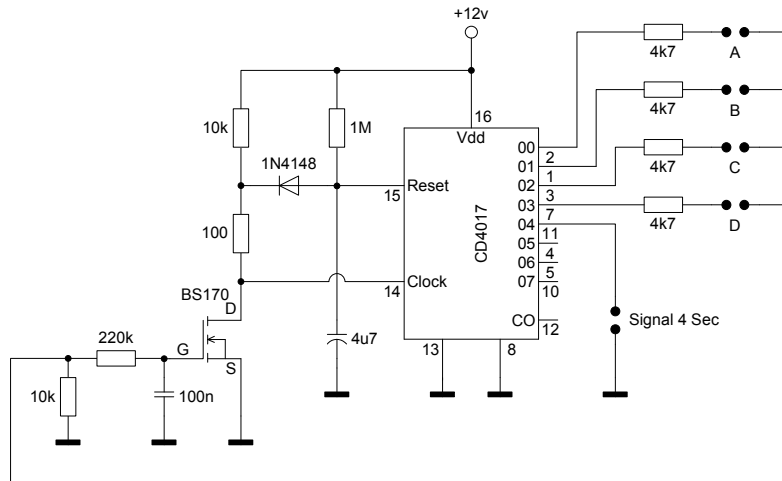 +12v
4k7
A
10k
1M
16
Vdd
4k7
B
00
2
01
1
02
3
03
7
04
11
05
4
06
5
07
10
CO
12
4k7
C
1N4148
Reset
15
CD4017
4k7
D
100
Clock
14
BS170
D
G
S
220k
10k
100n
4u7
13
8
Signal 4 Sec